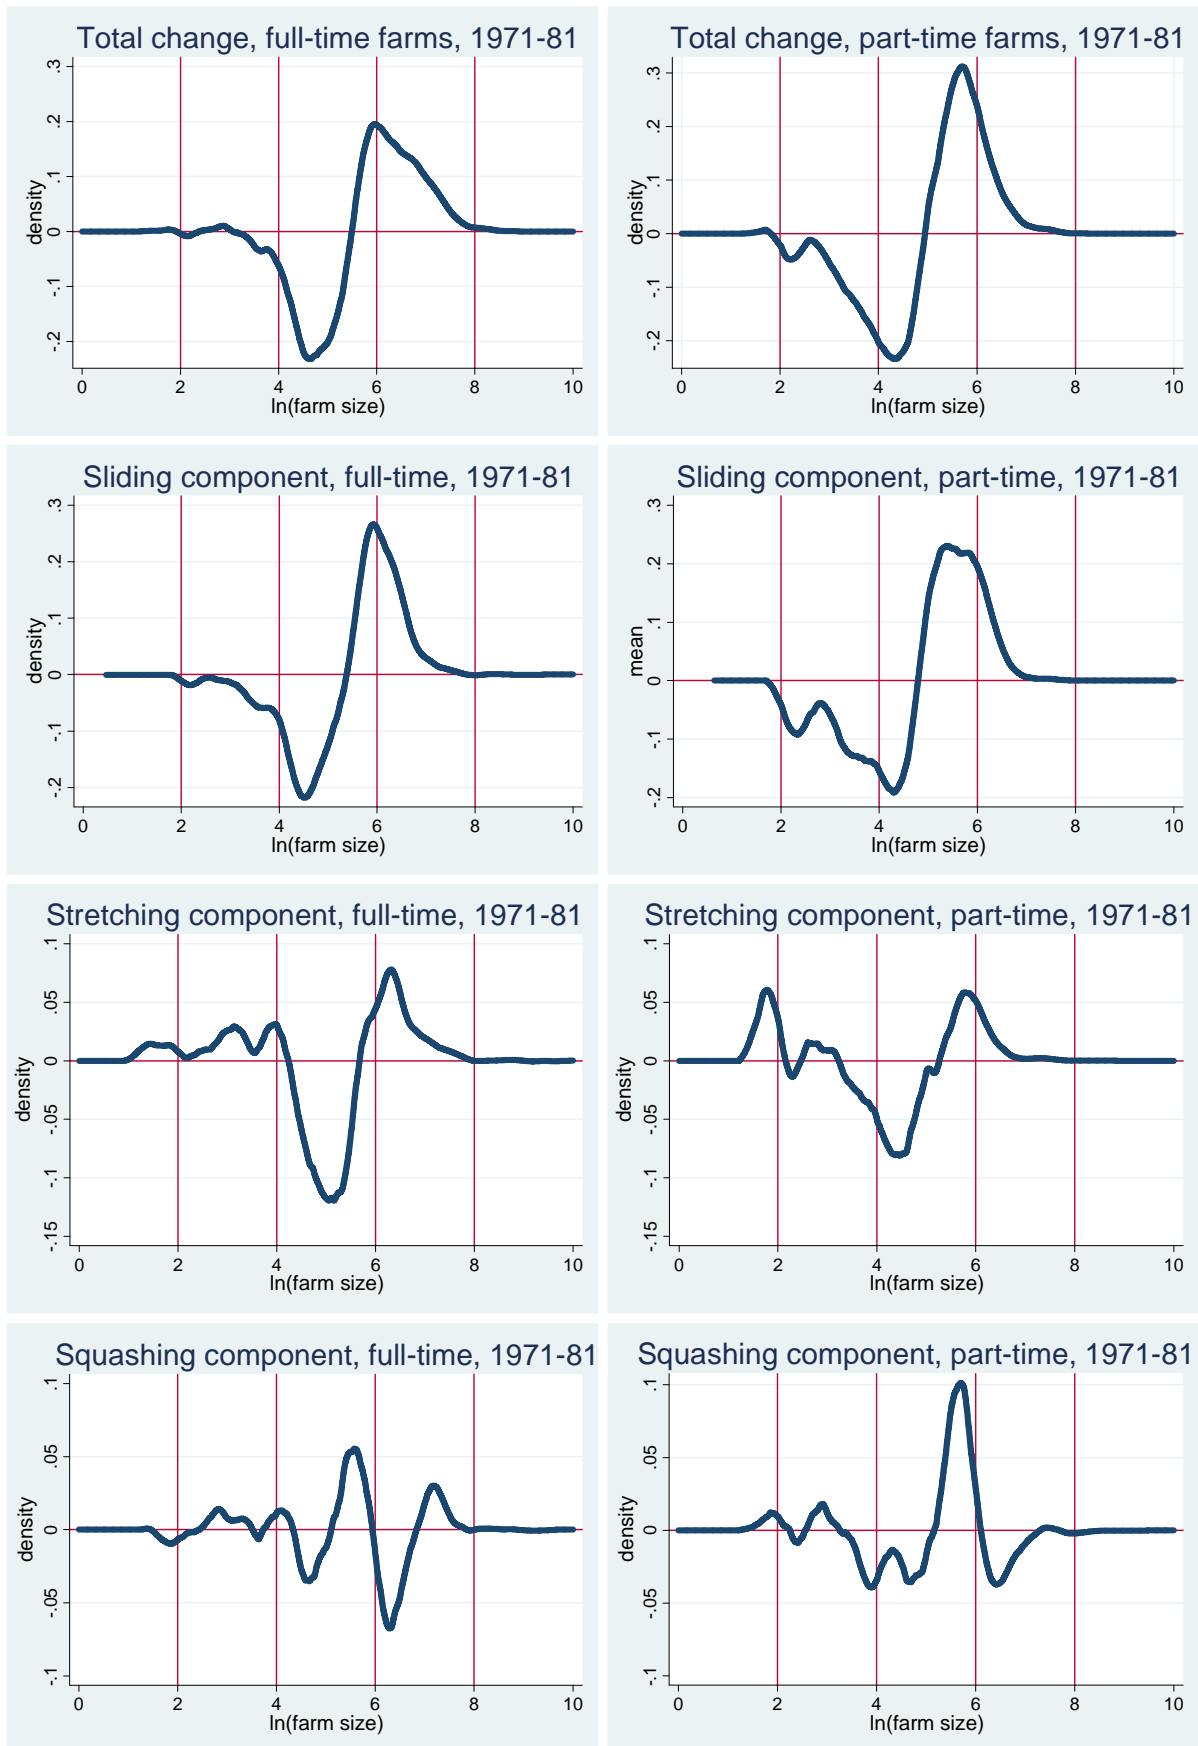 Total change, full-time farms, 1971-81
.3
.2
.1
0
-.1
-.2
density
0 2 4 6 8 10
ln(farm size)
Total change, part-time farms, 1971-81
.3
.2
.1
0
-.1
-.2
density
0 2 4 6 8 10
ln(farm size)
Sliding component, full-time, 1971-81
.3
.2
.1
0
-.1
-.2
density
0 2 4 6 8 10
ln(farm size)
Sliding component, part-time, 1971-81
.3
.2
.1
0
-.1
-.2
mean
0 2 4 6 8 10
ln(farm size)
Stretching component, full-time, 1971-81
.1
.05
0
-.05
-.1
-.15
density
0 2 4 6 8 10
ln(farm size)
Stretching component, part-time, 1971-81
.1
.05
0
-.05
-.1
-.15
density
0 2 4 6 8 10
ln(farm size)
Squashing component, full-time, 1971-81
.1
.05
0
-.05
-.1
density
0 2 4 6 8 10
ln(farm size)
Squashing component, part-time, 1971-81
.1
.05
0
-.05
-.1
density
0 2 4 6 8 10
ln(farm size)